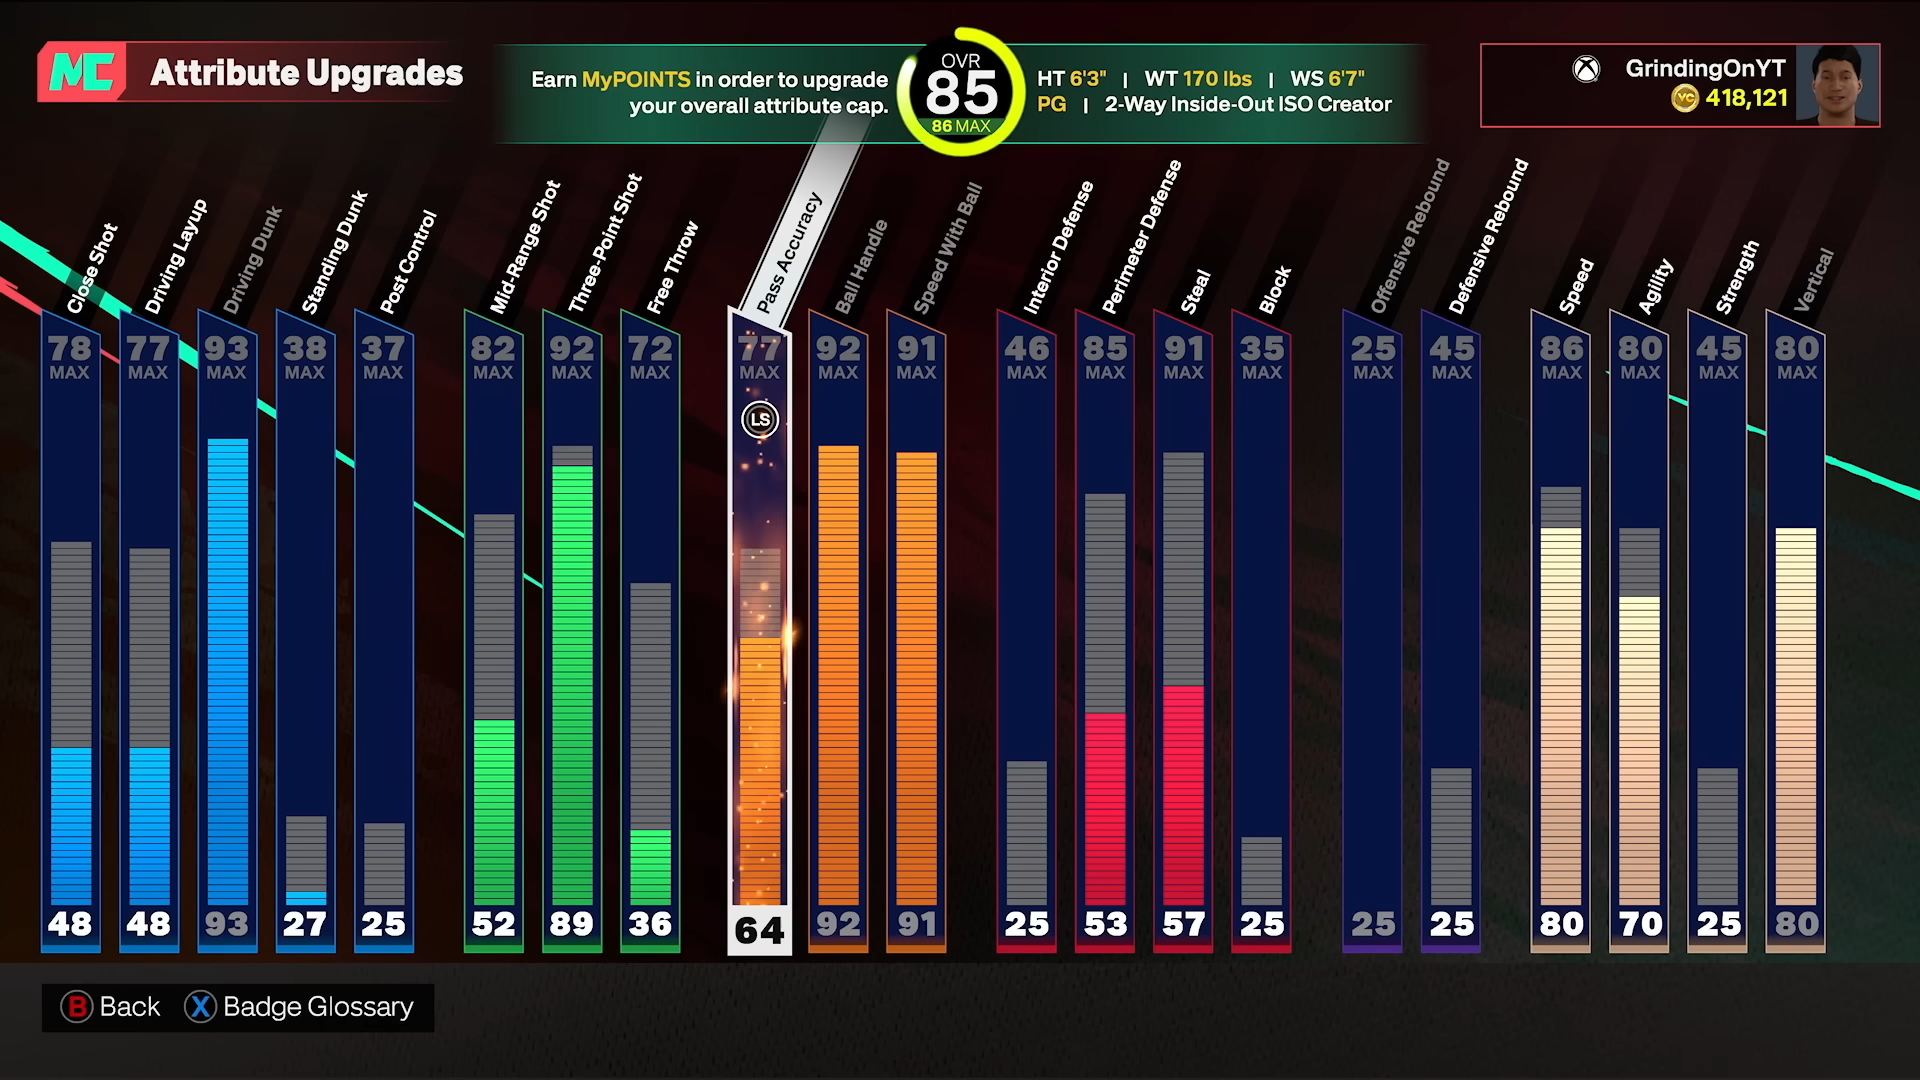 MC Attribute Upgrades
Earn MyPOINTS in order to upgrade
your overall attribute cap.
OVR
85
86 MAX
HT 6'3" | WT 170 lbs | WS 6'7"
PG | 2-Way Inside-Out ISO Creator
GrindingOnYT
VC 418,121
Close Shot
Driving Layup
Driving Dunk
Standing Dunk
Post Control
Mid-Range Shot
Three-Point Shot
Free Throw
Pass Accuracy
Ball Handle
Speed With Ball
Interior Defense
Perimeter Defense
Steal
Block
Offensive Rebound
Defensive Rebound
Speed
Agility
Strength
Vertical
78 77 93 38 37 82 92 72 77 92 91 46 85 91 35 25 45 86 80 45 80
MAX MAX MAX MAX MAX MAX MAX MAX MAX MAX MAX MAX MAX MAX MAX MAX MAX MAX MAX MAX MAX
LS
48 48 93 27 25 52 89 36 64 92 91 25 53 57 25 25 25 80 70 25 80
B Back X Badge Glossary